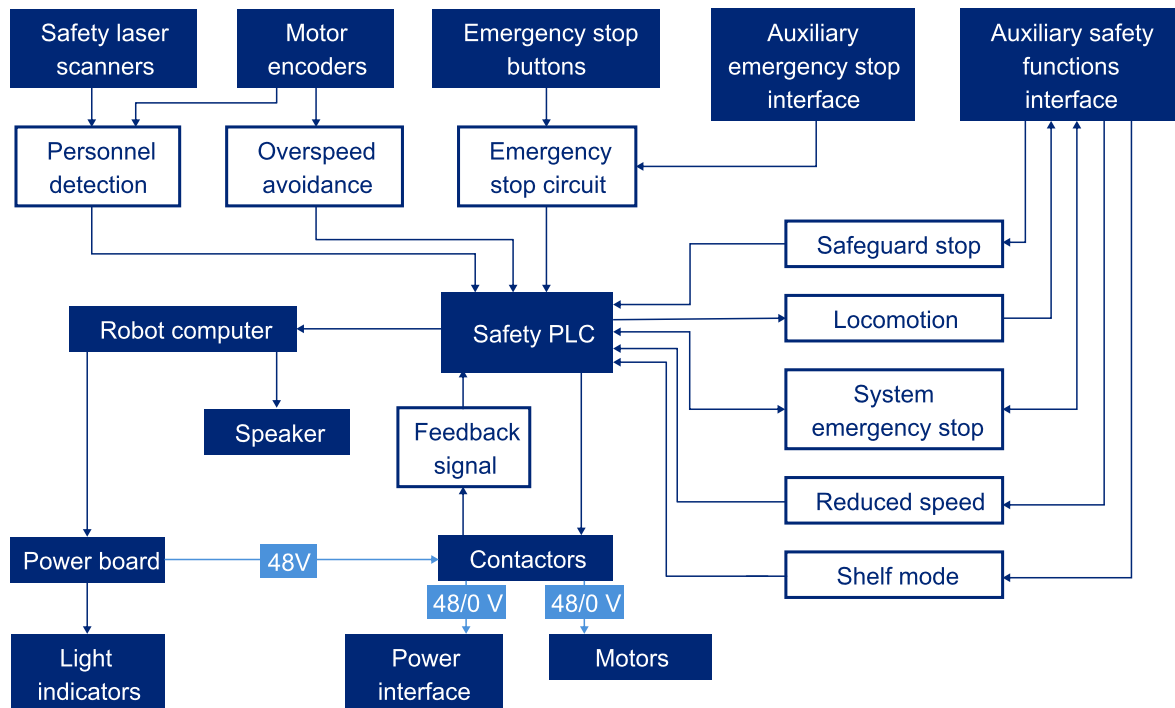 Safety laser
scanners
Motor
encoders
Emergency stop
buttons
Auxiliary
emergency stop
interface
Auxiliary safety
functions
interface
Personnel
detection
Overspeed
avoidance
Emergency
stop circuit
Safeguard stop
Robot computer
Safety PLC
Locomotion
Speaker
Feedback
signal
System
emergency stop
Reduced speed
Power board
48V
Contactors
Shelf mode
48/0 V
48/0 V
Light
indicators
Power
interface
Motors